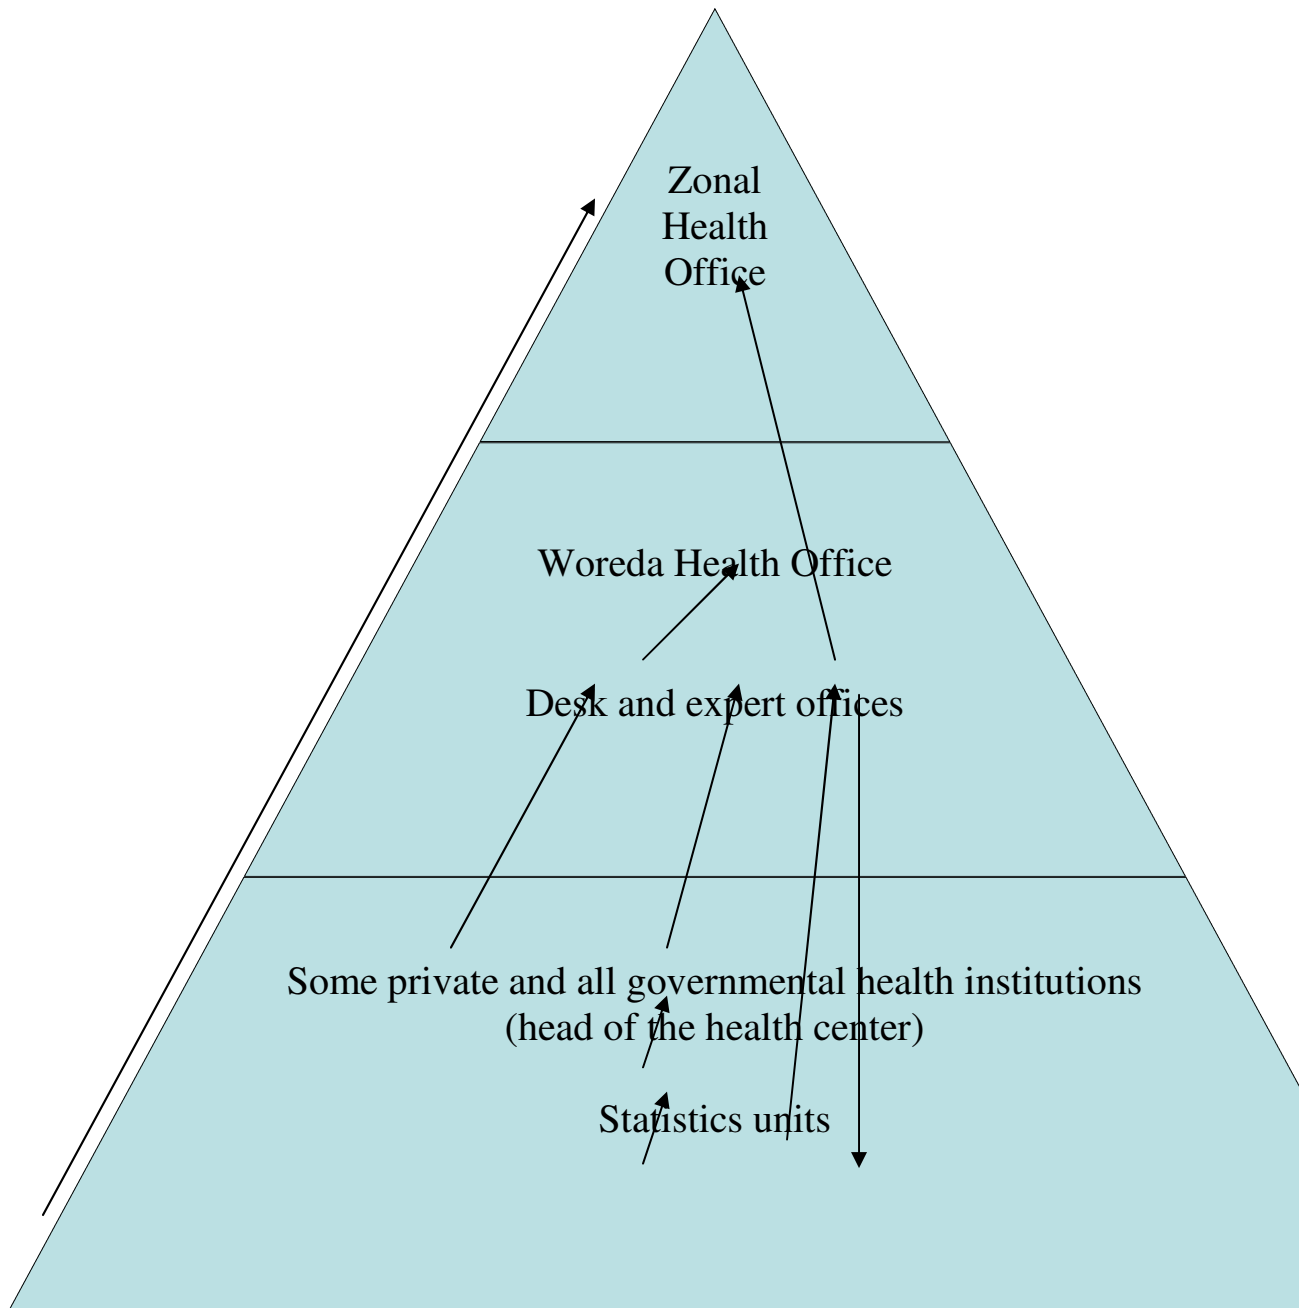 Zonal
Health
Office
Woreda Health Office
Desk and expert offices
Some private and all governmental health institutions
(head of the health center)
Statistics units